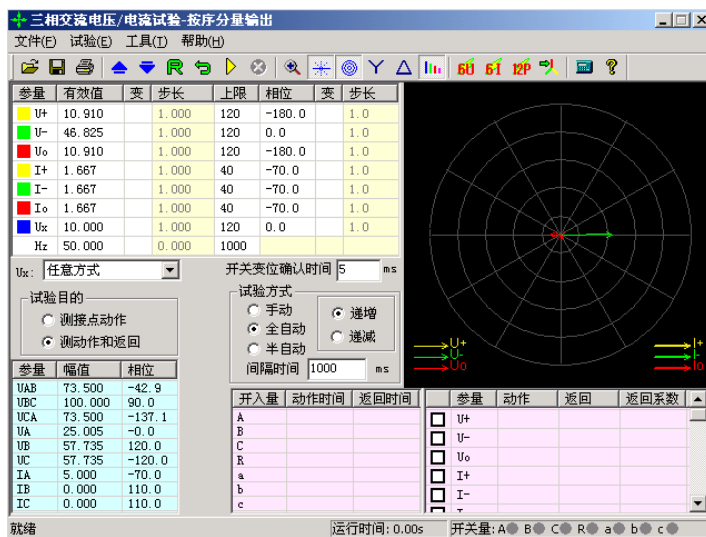 三相交流电压/电流试验-按序分量输出
文件(F) 试验(E) 工具(T) 帮助(H)
6U 6I 12P
参量 有效值 变 步长 上限 相位 变 步长
U+ 10.910 1.000 120 -180.0 1.0
U- 46.825 1.000 120 0.0 1.0
Uo 10.910 1.000 120 -180.0 1.0
I+ 1.667 1.000 40 -70.0 1.0
I- 1.667 1.000 40 -70.0 1.0
Io 1.667 1.000 40 -70.0 1.0
Ux 10.000 1.000 120 0.0 1.0
Hz 50.000 0.000 1000
Ux: 任意方式 开关变位确认时间 5 ms
试验目的
测接点动作
测动作和返回
试验方式
手动
全自动
半自动
递增
递减
间隔时间 1000 ms
U+
U-
Uo
I+
I-
Io
参量 幅值 相位
UAB 73.500 -42.9
UBC 100.000 90.0
UCA 73.500 -137.1
UA 25.005 -0.0
UB 57.735 120.0
UC 57.735 -120.0
IA 5.000 -70.0
IB 0.000 110.0
IC 0.000 110.0
开入量 动作时间 返回时间
A
B
C
R
a
b
c
参量 动作 返回 返回系数
U+
U-
Uo
I+
I-
就绪 运行时间: 0.00s 开关量: A B C R a b c